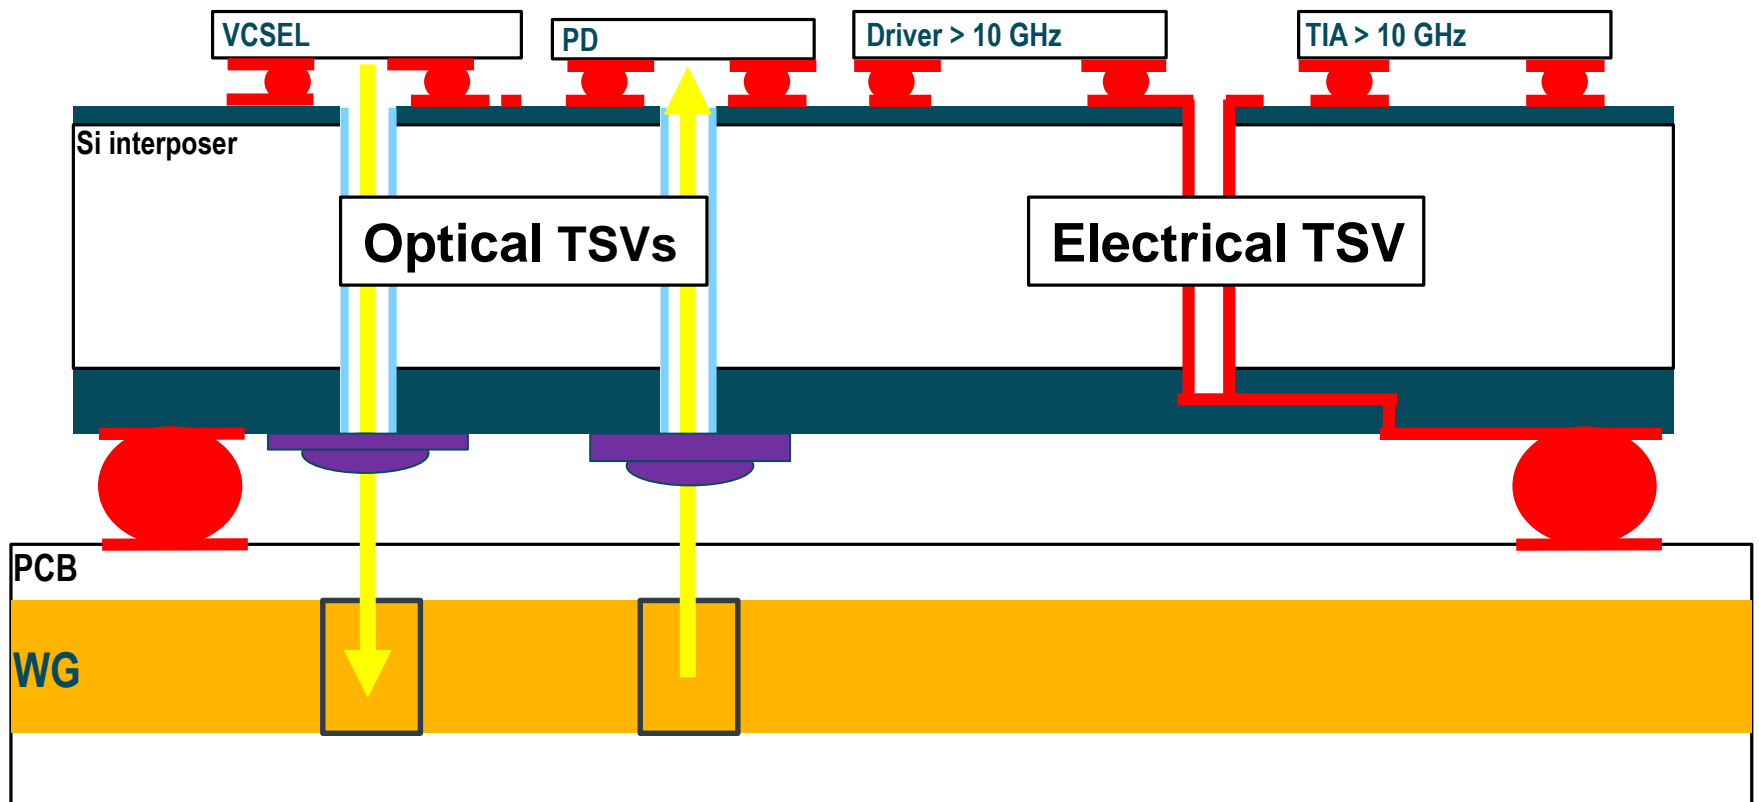 VCSEL
PD
Driver > 10 GHz
TIA > 10 GHz
Si interposer
Optical TSVs
Electrical TSV
PCB
WG